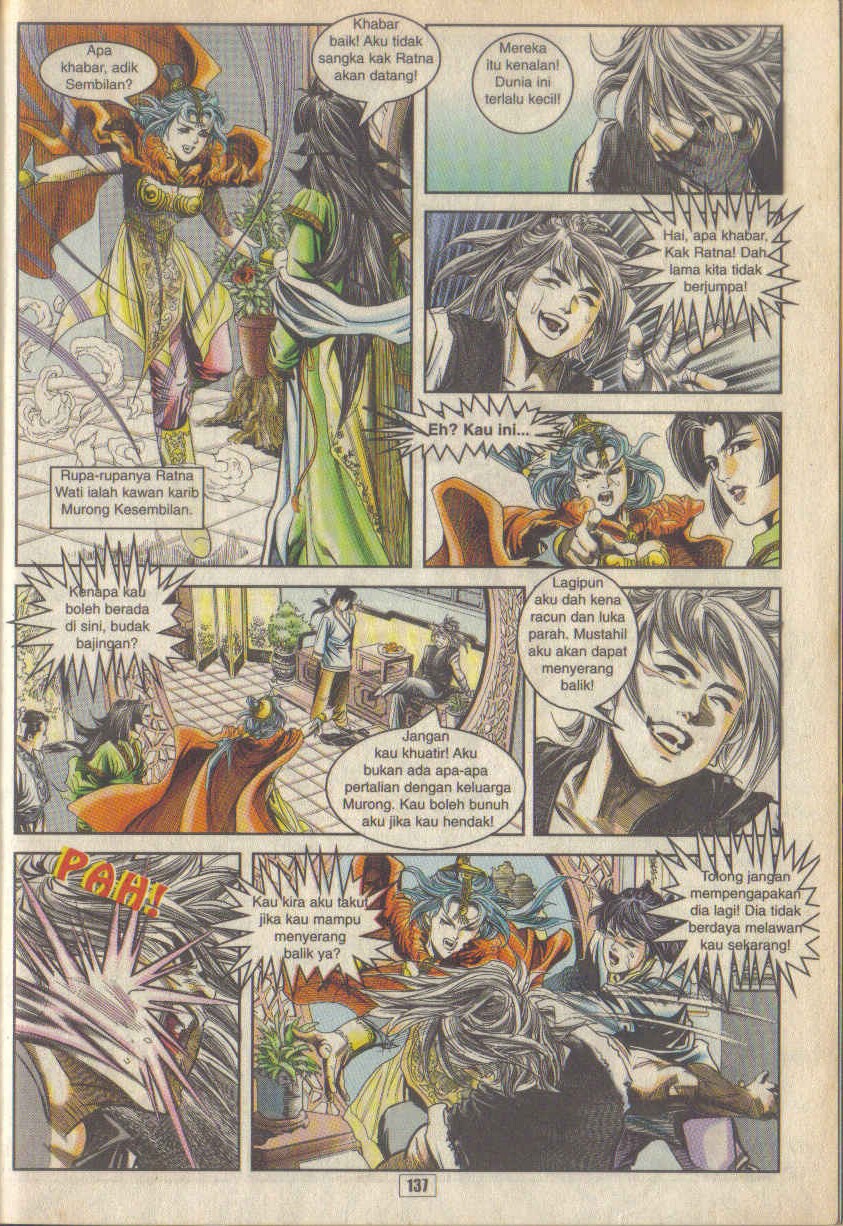 Apa
khabar, adik
Sembilan?
Khabar
baik! Aku tidak
sangka kak Ratna
akan datang!
Rupa-rupanya Ratna
Wati ialah kawan karib
Murong Kesembilan.
Mereka
itu kenalan!
Dunia ini
terlalu kecil!
Hai, apa khabar,
Kak Ratna! Dah
lama kita tidak
berjumpa!
Eh? Kau ini...
Kenapa kau
boleh berada
di sini, budak
bajingan?
Jangan
kau khuatir! Aku
bukan ada apa-apa
pertalian dengan keluarga
Murong. Kau boleh bunuh
aku jika kau hendak!
Lagipun
aku dah kena
racun dan luka
parah. Mustahil
aku akan dapat
menyerang
balik!
PAH!
Kau kira aku takut
jika kau mampu
menyerang
balik ya?
Tolong jangan
mempengapakan
dia lagi! Dia tidak
berdaya melawan
kau sekarang!
137